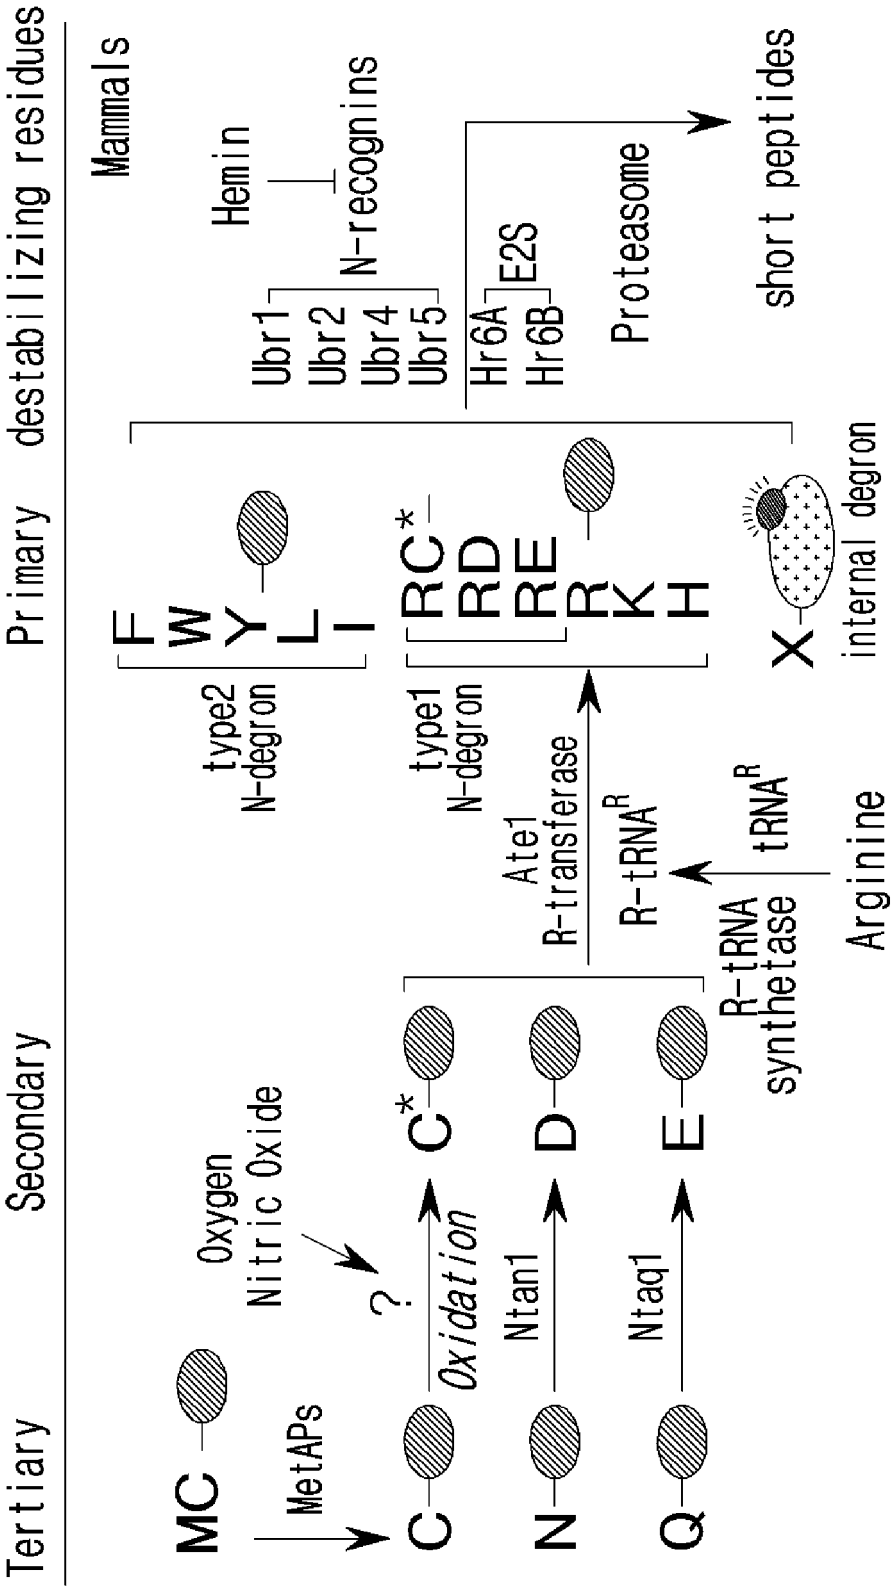 Tertiary
Secondary
Primary destabilizing residues
Mammals
MC
MetAPs
Oxygen
Nitric Oxide
?
C
Oxidation
C*
N
Ntan1
D
Q
Ntaq1
E
Ate1
R-transferase
R-tRNA^R
R-tRNA
synthetase
tRNA^R
Arginine
type2
N-degron
F
W
Y
L
I
type1
N-degron
RC*
RD
RE
R
K
H
X
internal degron
Ubr1
Ubr2
Ubr4
Ubr5
Hemin
N-recognins
Hr6A
Hr6B
E2S
Proteasome
short peptides